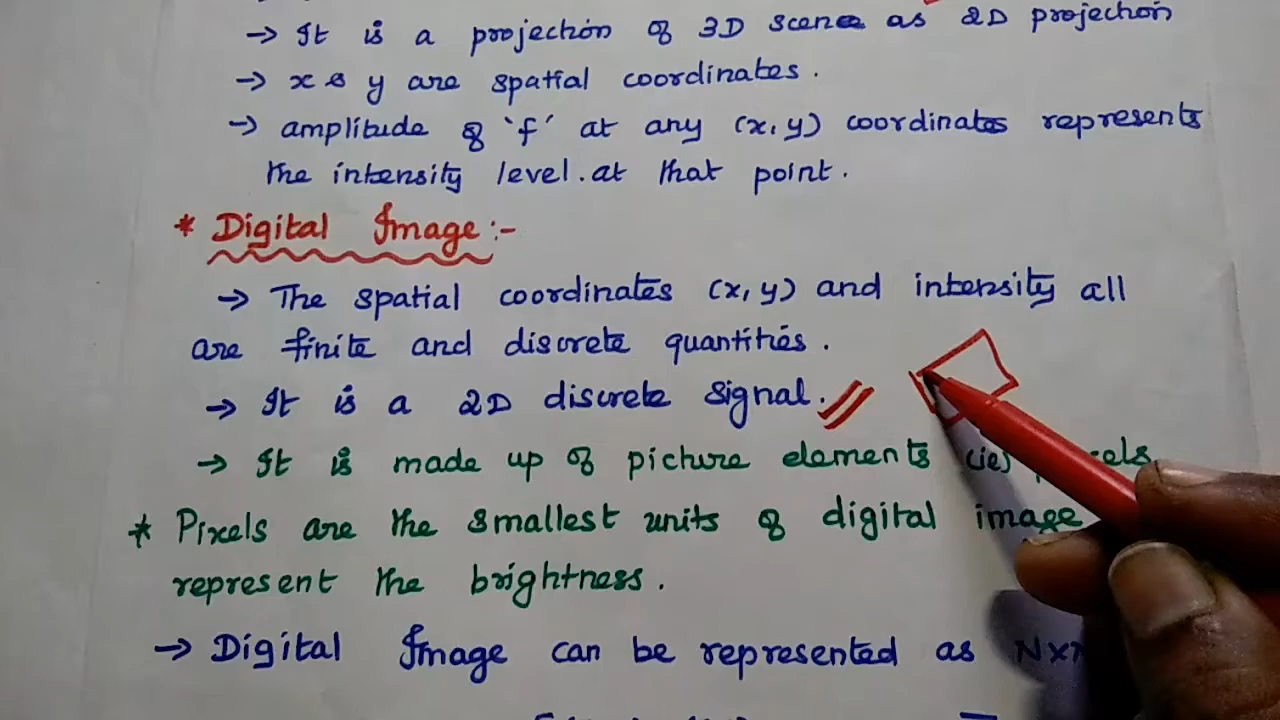 → It is a projection of 3D scene as 2D projection
→ x & y are spatial coordinates.
→ amplitude of 'f' at any (x,y) coordinates represents
the intensity level.at that point.
* Digital Image:-
→ The spatial coordinates (x,y) and intensity all
are finite and discrete quantities.
→ It is a 2D discrete signal.
→ It is made up of picture elements (ie)
* Pixels are the smallest units of digital image
represent the brightness.
→ Digital Image can be represented as